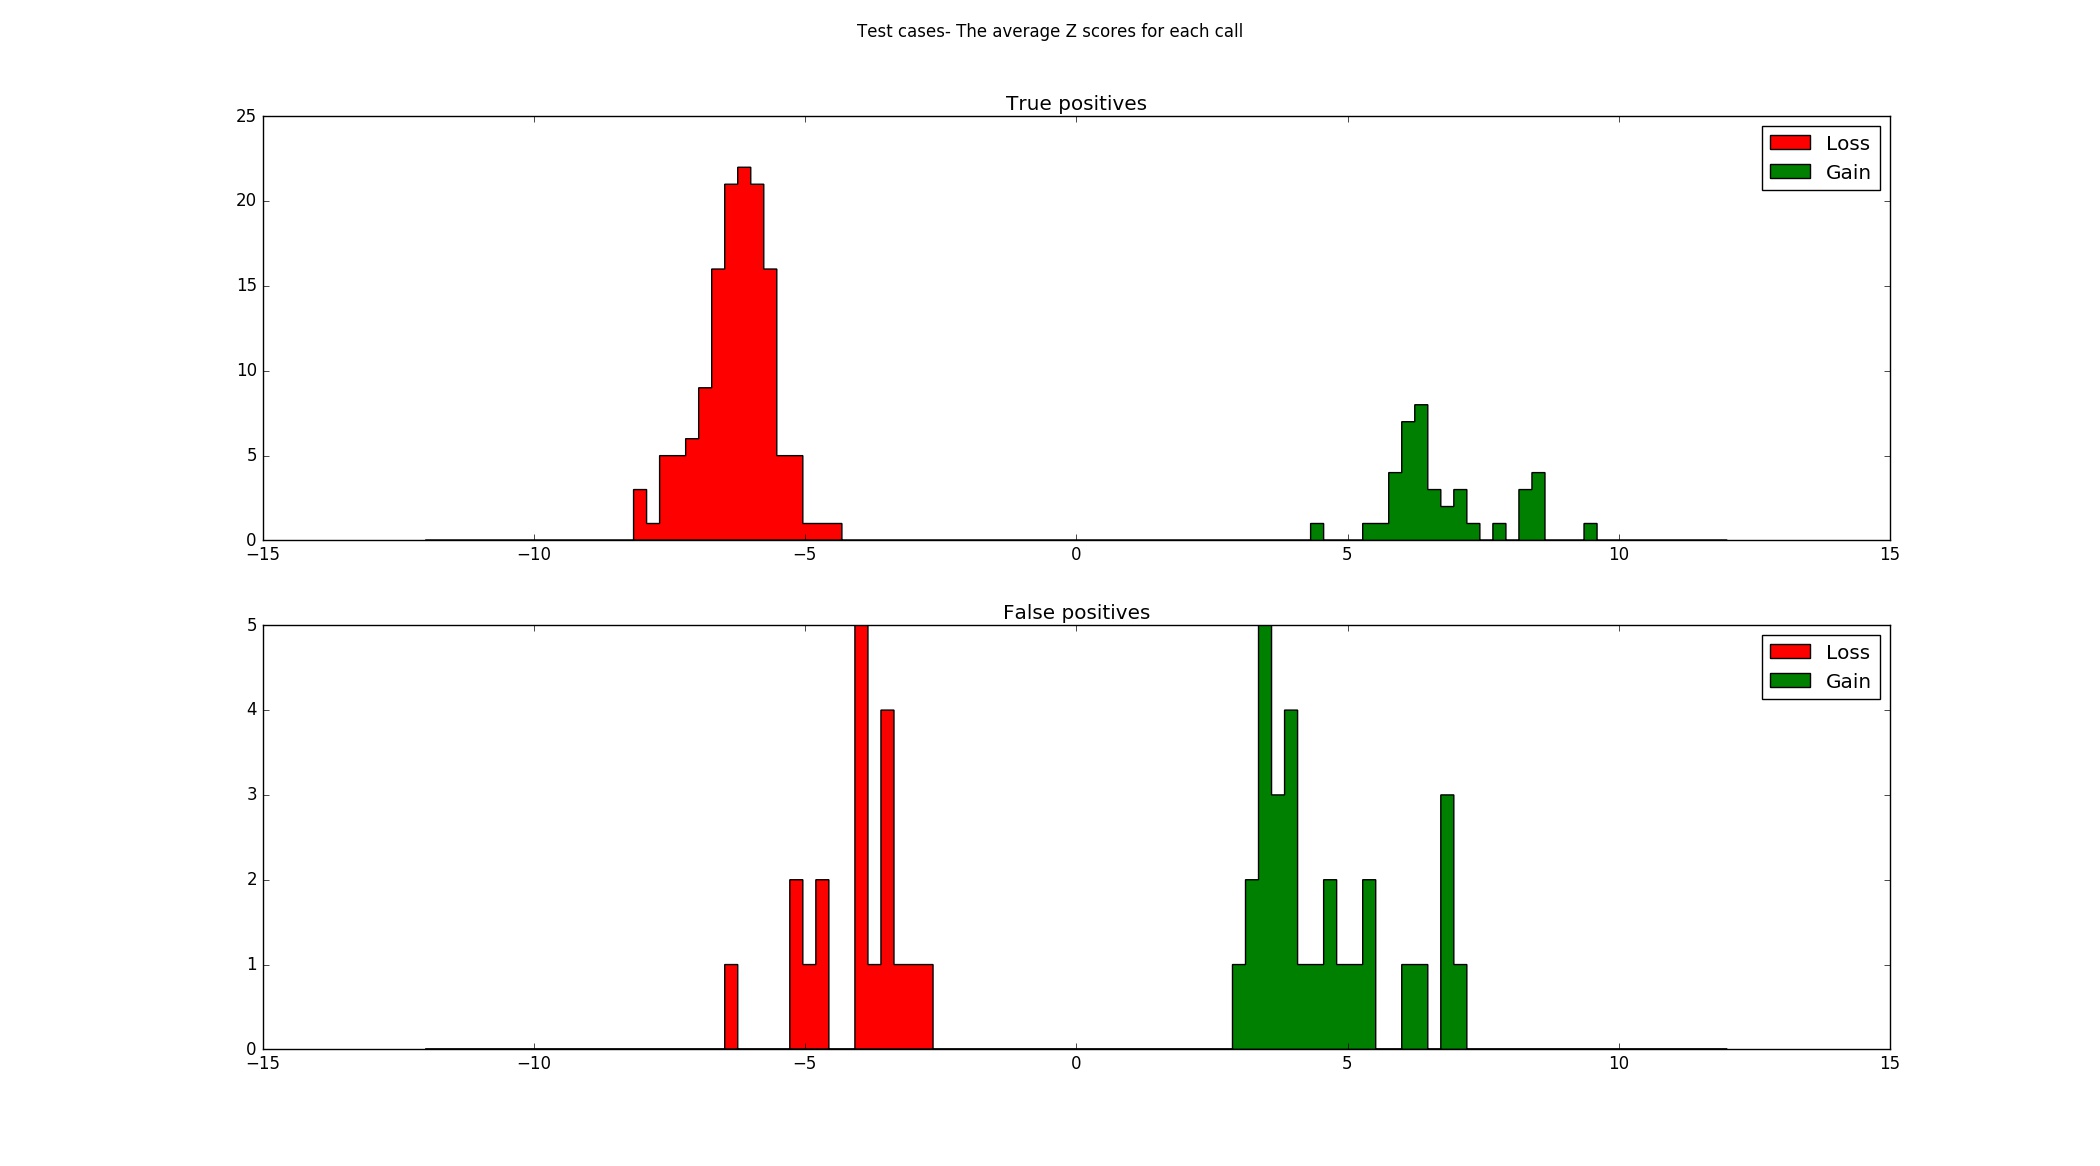 Test cases- The average Z scores for each call
True positives
25
20
15
10
5
0
−15 −10 −5 0 5 10 15
Loss
Gain
False positives
5
4
3
2
1
0
−15 −10 −5 0 5 10 15
Loss
Gain